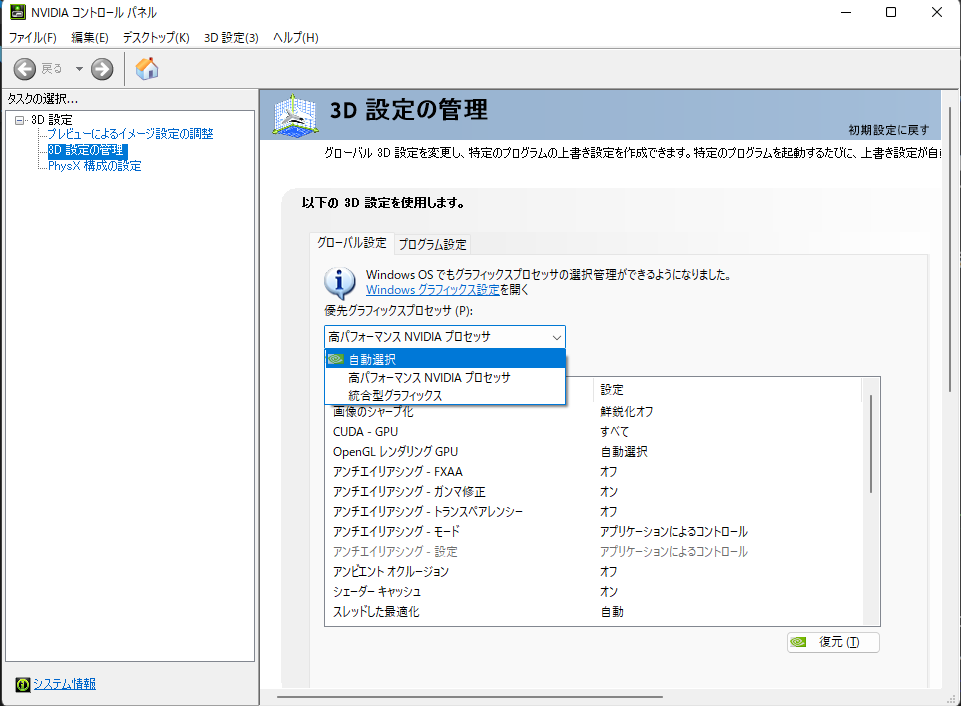 NVIDIA コントロール パネル
ファイル(F) 編集(E) デスクトップ(K) 3D 設定(3) ヘルプ(H)
戻る
タスクの選択...
3D 設定
プレビューによるイメージ設定の調整
3D 設定の管理
PhysX 構成の設定
システム情報
3D 設定の管理
初期設定に戻す
グローバル 3D 設定を変更し、特定のプログラムの上書き設定を作成できます。特定のプログラムを起動するたびに、上書き設定が自
以下の 3D 設定を使用します。
グローバル設定 プログラム設定
Windows OS でもグラフィックスプロセッサの選択管理ができるようになりました。
Windows グラフィックス設定を開く
優先グラフィックスプロセッサ (P):
高パフォーマンス NVIDIA プロセッサ
自動選択
高パフォーマンス NVIDIA プロセッサ
統合型グラフィックス
設定
画像のシャープ化 鮮鋭化オフ
CUDA - GPU すべて
OpenGL レンダリング GPU 自動選択
アンチエイリアシング - FXAA オフ
アンチエイリアシング - ガンマ修正 オン
アンチエイリアシング - トランスペアレンシー オフ
アンチエイリアシング - モード アプリケーションによるコントロール
アンチエイリアシング - 設定 アプリケーションによるコントロール
アンビエント オクルージョン オフ
シェーダー キャッシュ オン
スレッドした最適化 自動
復元 (T)